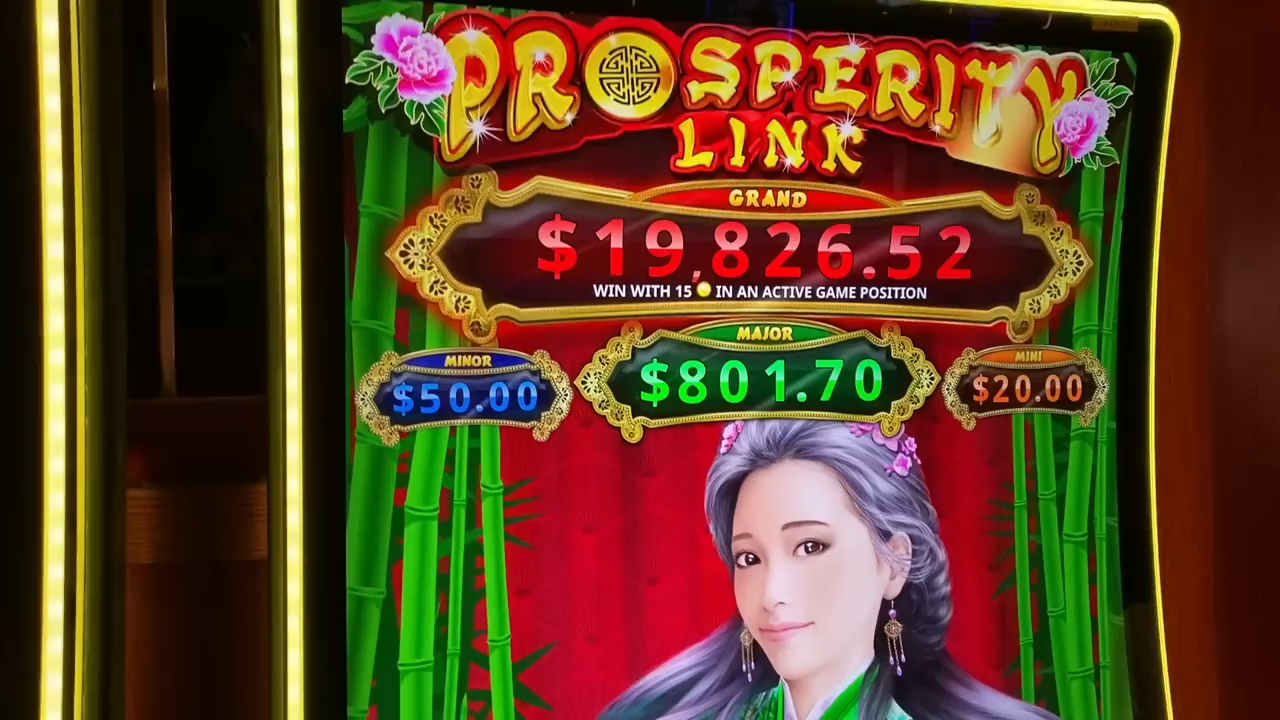 PROSPERITY
LINK
GRAND
$19,826.52
WIN WITH 15 IN AN ACTIVE GAME POSITION
MINOR
$50.00
MAJOR
$801.70
MINI
$20.00